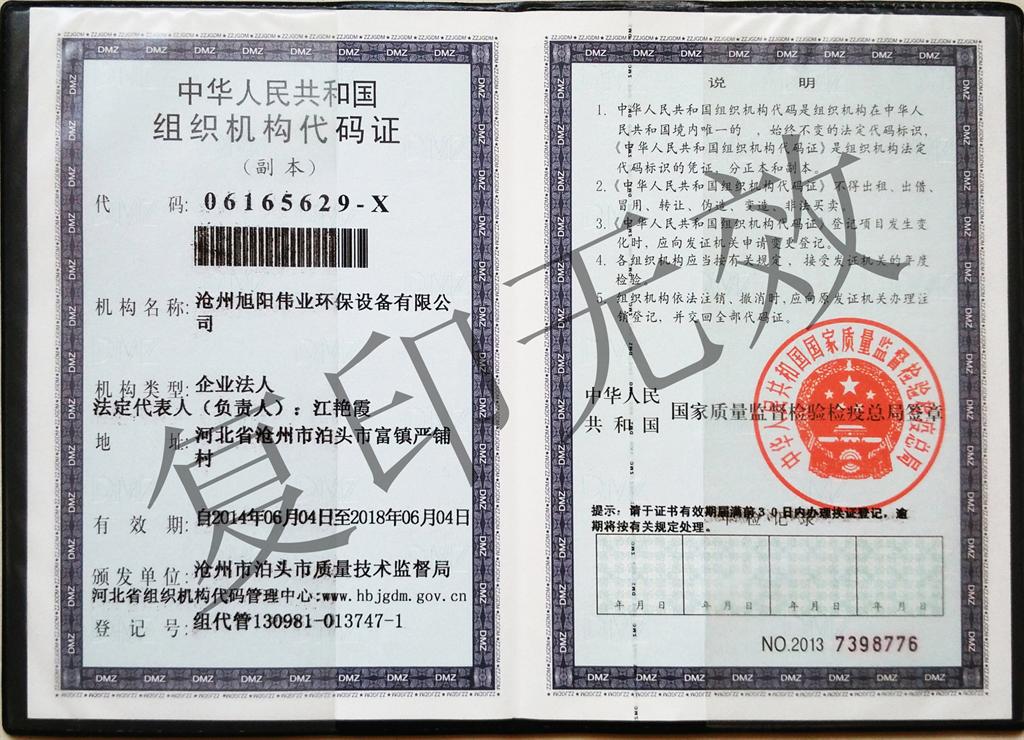 中华人民共和国
组织机构代码证
（副本）
代 码: 06165629-X
机构名称: 沧州旭阳伟业环保设备有限公
司
机构类型: 企业法人
法定代表人（负责人）: 江艳霞
地 址: 河北省沧州市泊头市富镇严铺
村
有 效 期: 自2014年06月04日至2018年06月04日
颁发单位: 沧州市泊头市质量技术监督局
河北省组织机构代码管理中心:www.hbjgdm.gov.cn
登 记 号: 组代管130981-013747-1
说 明
1. 中华人民共和国组织机构代码是组织机构在中华人
民共和国境内唯一的 、始终不变的法定代码标识,
《中华人民共和国组织机构代码证》是组织机构法定
代码标识的凭证，分正本和副本。
2.《中华人民共和国组织机构代码证》不得出租、出借、
冒用、转让、伪造、变造、非法买卖。
3.《中华人民共和国组织机构代码证》登记项目发生变
化时，应向发证机关申请变更登记。
4. 各组织机构应当按有关规定，接受发证机关的年度
检验。
5. 组织机构依法注销、撤消时，应向原发证机关办理注
销登记，并交回全部代码证。
中华人民
共和国 国家质量监督检验检疫总局签章
中华人民共和国国家质量监督检验检疫总局
提示: 请于证书有效期届满前30日内办理换证登记, 逾
期将按有关规定处理。
年检记录
年 月 日 年 月 日 年 月 日 年 月 日
NO.2013 7398776
复印无效